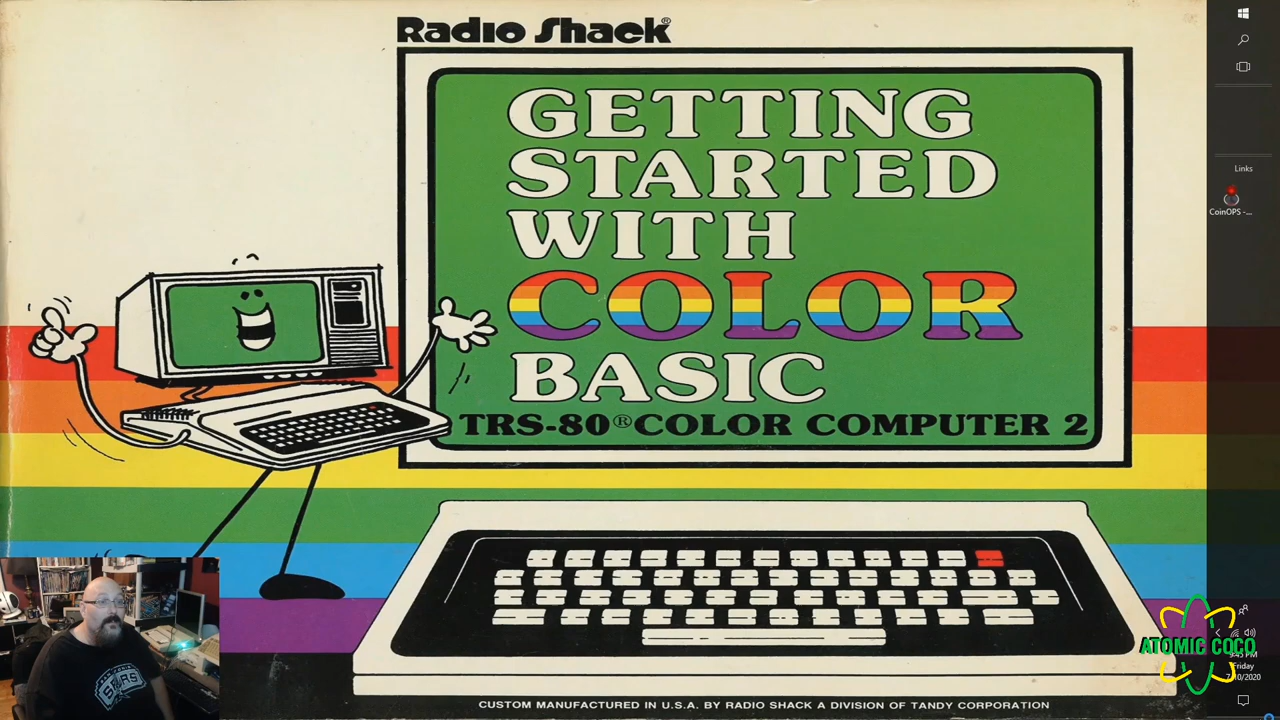 Radio Shack®
GETTING
STARTED
WITH
COLOR
BASIC
TRS-80® COLOR COMPUTER 2
CUSTOM MANUFACTURED IN U.S.A. BY RADIO SHACK A DIVISION OF TANDY CORPORATION
Links
CoinOPS -...
ATOMIC COCO
Friday